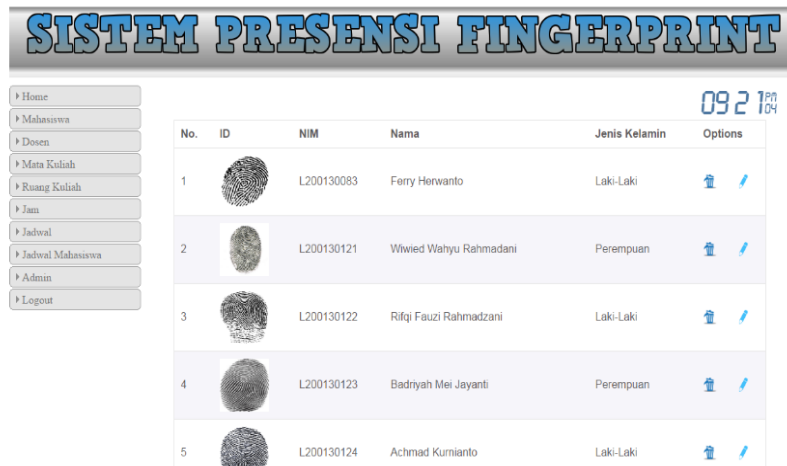 SISTEM PRESENSI FINGERPRINT
Home
Mahasiswa
Dosen
Mata Kuliah
Ruang Kuliah
Jam
Jadwal
Jadwal Mahasiswa
Admin
Logout
09 21 PM 04
No. ID NIM Nama Jenis Kelamin Options
1 L200130083 Ferry Herwanto Laki-Laki
2 L200130121 Wiwied Wahyu Rahmadani Perempuan
3 L200130122 Rifqi Fauzi Rahmadzani Laki-Laki
4 L200130123 Badriyah Mei Jayanti Perempuan
5 L200130124 Achmad Kurnianto Laki-Laki